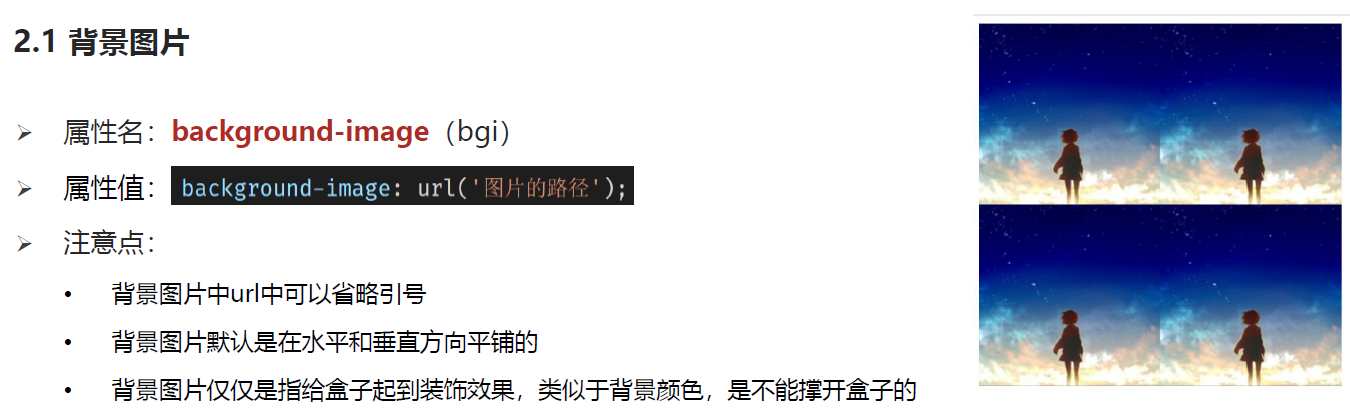 2.1 背景图片
属性名：background-image（bgi）
属性值：background-image: url('图片的路径');
注意点：
背景图片中url中可以省略引号
背景图片默认是在水平和垂直方向平铺的
背景图片仅仅是指给盒子起到装饰效果，类似于背景颜色，是不能撑开盒子的